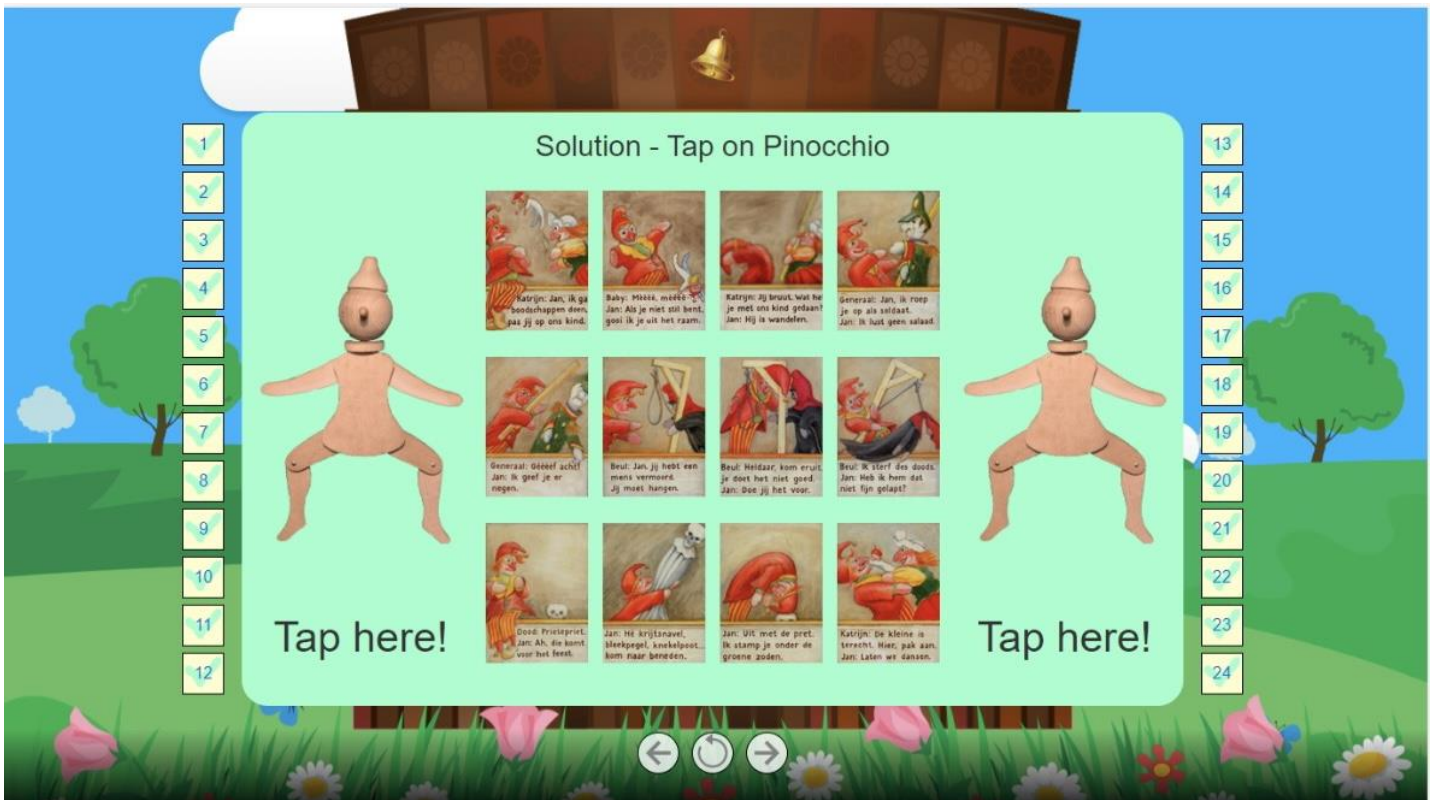 Solution - Tap on Pinocchio
1
2
3
4
5
6
7
8
9
10
11
12
Katrijn: Jan, ik ga
boodschappen doen,
pas jij op ons kind.
Baby: Mèèèè, mèèèè
Jan: Als je niet stil bent,
gooi ik je uit het raam.
Katrijn: Jij bruut. Wat he
je met ons kind gedaan?
Jan: Hij is wandelen.
Generaal: Jan, ik roep
je op als soldaat.
Jan: Ik lust geen salaad.
Generaal: Gééééf acht!
Jan: Ik geef je er
negen.
Beul: Jan, jij hebt een
mens vermoord.
Jij moet hangen.
Beul: Heldaar, kom eruit,
je doet het niet goed.
Jan: Doe jij het voor.
Beul: Ik sterf des doods.
Jan: Heb ik hem dat
niet fijn gelapt?
Dood: Prieleprief.
Jan: Ah, die komt
voor het feest.
Jan: Hé krijtsnavel,
bleekpegel, knekelpoot...
kom naar beneden.
Jan: Uit met de pret.
Ik stamp je onder de
groene zoden.
Katrijn: De kleine is
terecht. Hier, pak aan.
Jan: Laten we dansen.
Tap here!
Tap here!
13
14
15
16
17
18
19
20
21
22
23
24